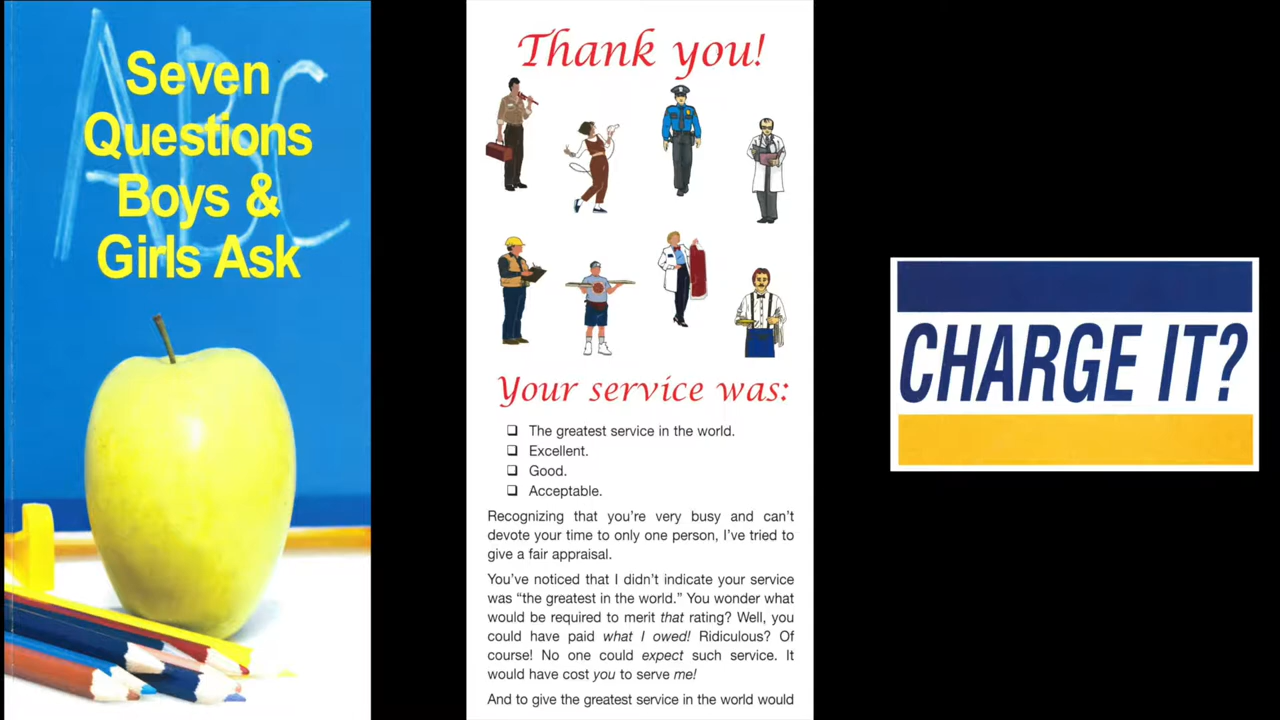 ABC
Seven
Questions
Boys &
Girls Ask
Thank you!
Your service was:
❑ The greatest service in the world.
❑ Excellent.
❑ Good.
❑ Acceptable.
Recognizing that you're very busy and can't
devote your time to only one person, I've tried to
give a fair appraisal.
You've noticed that I didn't indicate your service
was “the greatest in the world.” You wonder what
would be required to merit that rating? Well, you
could have paid what I owed! Ridiculous? Of
course! No one could expect such service. It
would have cost you to serve me!
And to give the greatest service in the world would
CHARGE IT?